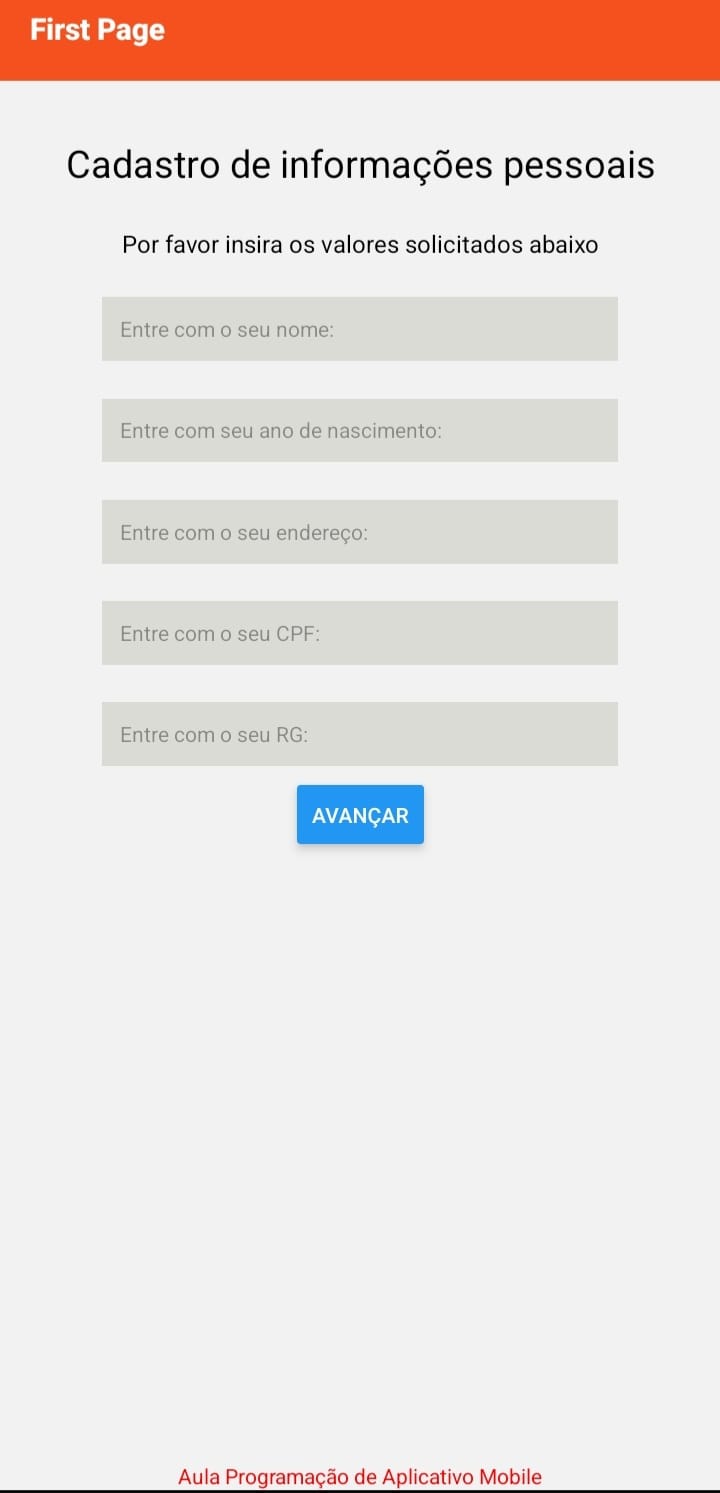 First Page
Cadastro de informações pessoais
Por favor insira os valores solicitados abaixo
Entre com o seu nome:
Entre com seu ano de nascimento:
Entre com o seu endereço:
Entre com o seu CPF:
Entre com o seu RG:
AVANÇAR
Aula Programação de Aplicativo Mobile